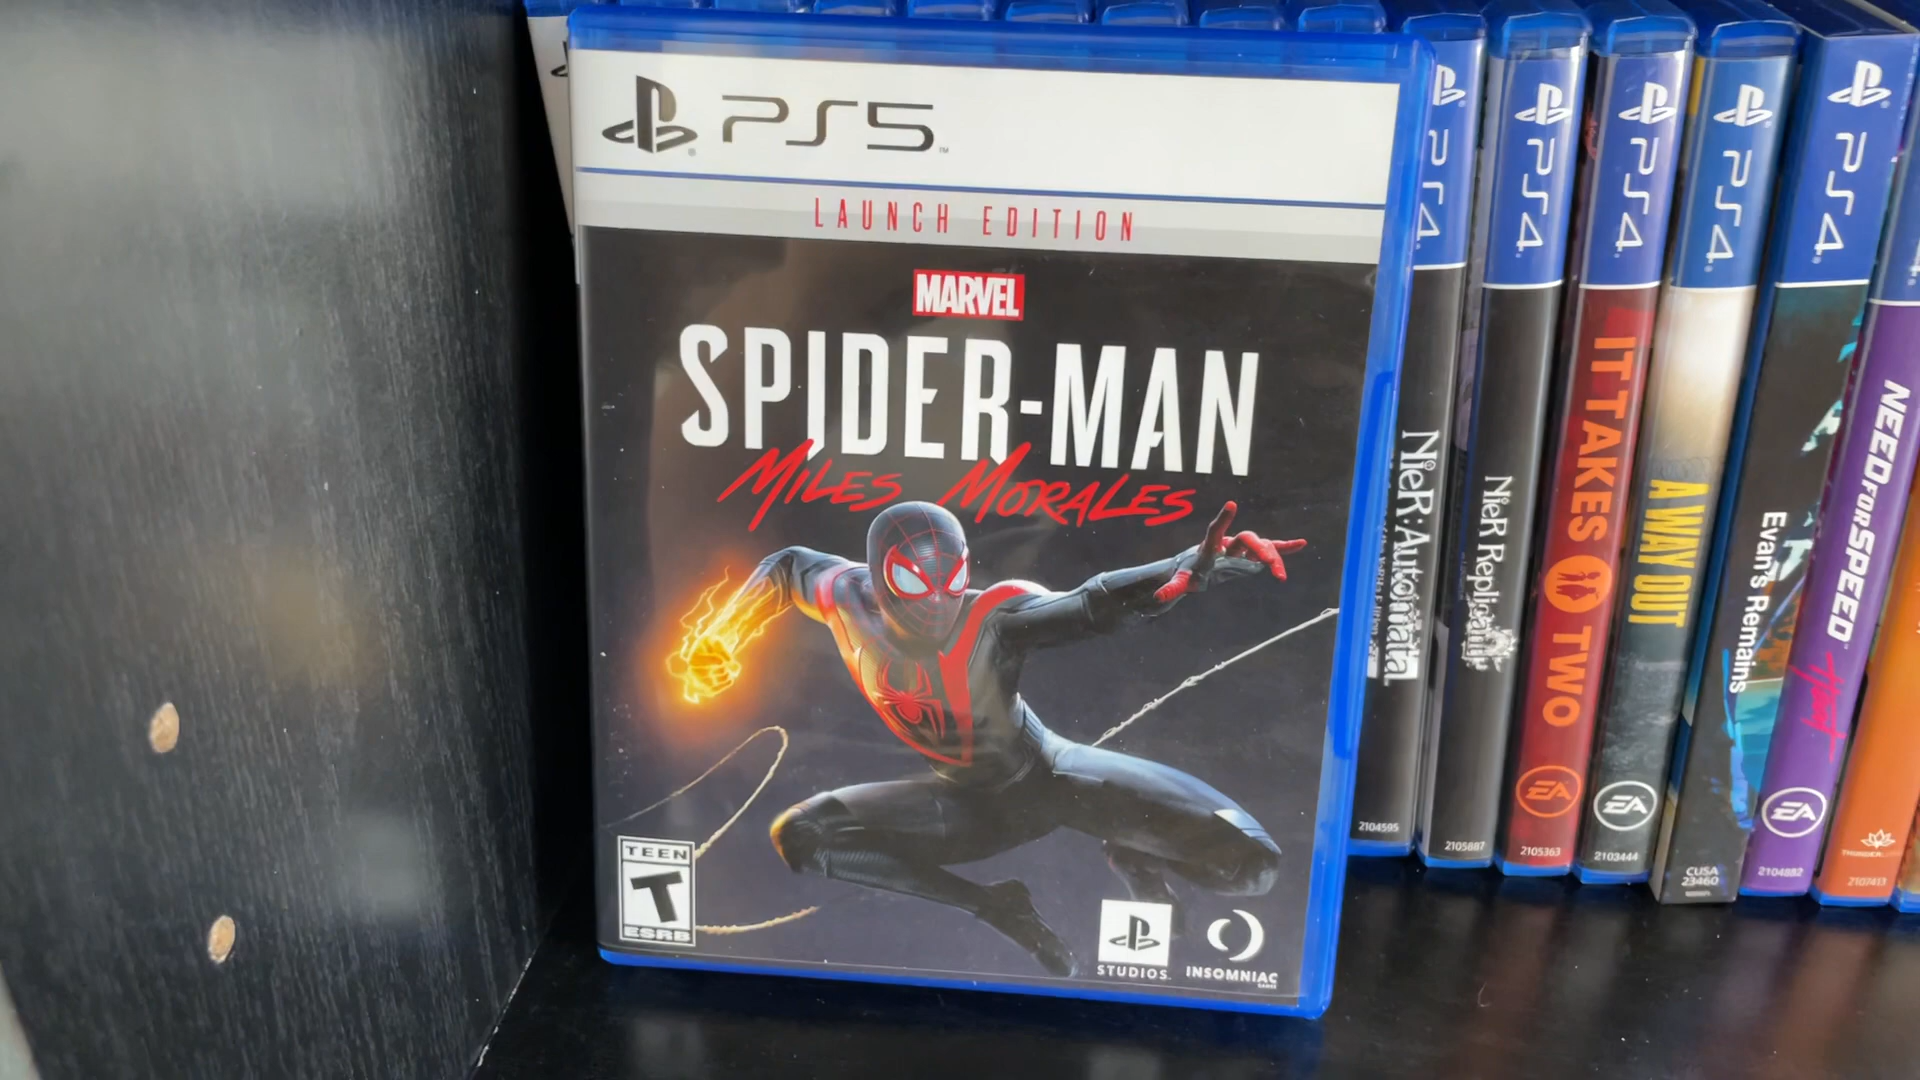 PS5
LAUNCH EDITION
MARVEL
SPIDER-MAN
MILES MORALES
TEEN
T
ESRB
STUDIOS
INSOMNIAC
GAMES
PS4
NieR:Automata
2104595
PS4
NieR Replicant
2105887
PS4
IT TAKES TWO
EA
2105363
PS4
A WAY OUT
EA
2103444
PS4
Evan's Remains
CUSA
23460
PS4
NEED FOR SPEED
Heat
EA
2104882
2107413